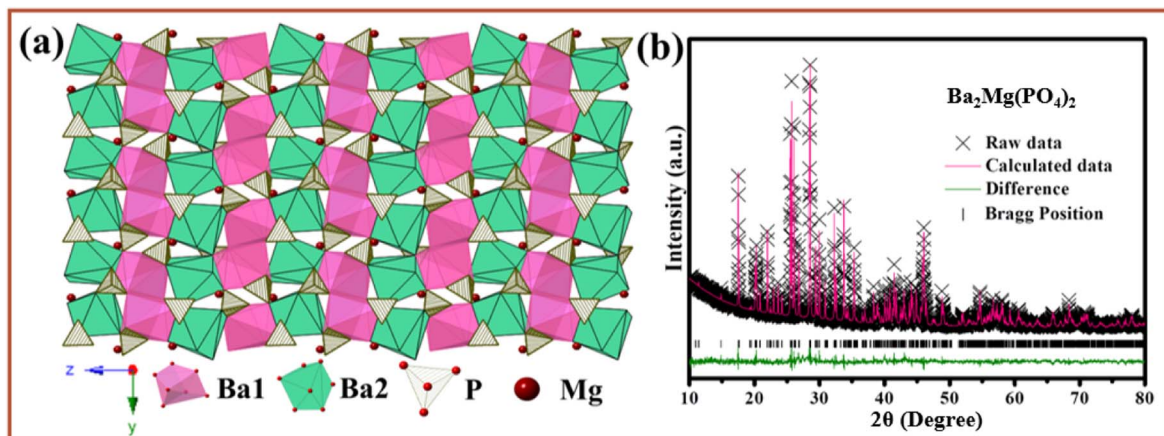 (a)
z
y
Ba1
Ba2
P
Mg
(b)
Ba₂Mg(PO₄)₂
Raw data
Calculated data
Difference
Bragg Position
Intensity (a.u.)
10 20 30 40 50 60 70 80
2θ (Degree)